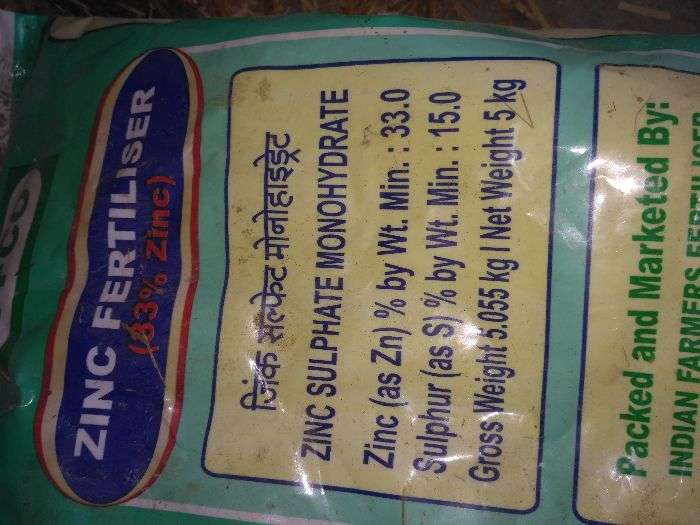 ZINC FERTILISER
(33% Zinc)
जिंक सल्फेट मोनोहाइड्रेट
ZINC SULPHATE MONOHYDRATE
Zinc (as Zn) % by Wt. Min. : 33.0
Sulphur (as S) % by Wt. Min. : 15.0
Gross Weight 5.055 kg | Net Weight 5 kg
Packed and Marketed By:
INDIAN FARMERS